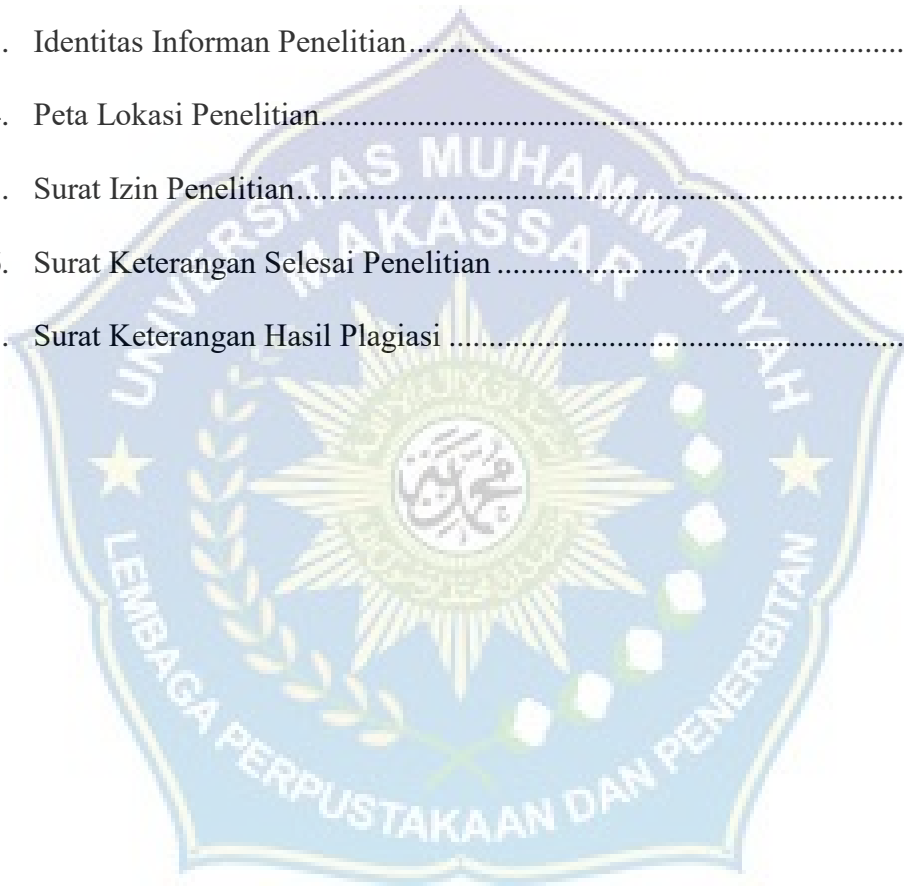 . Identitas Informan Penelitian
. Peta Lokasi Penelitian
. Surat Izin Penelitian
. Surat Keterangan Selesai Penelitian
. Surat Keterangan Hasil Plagiasi
UNIVERSITAS MUHAMMADIYAH
MAKASSAR
LEMBAGA PERPUSTAKAAN DAN PENERBITAN